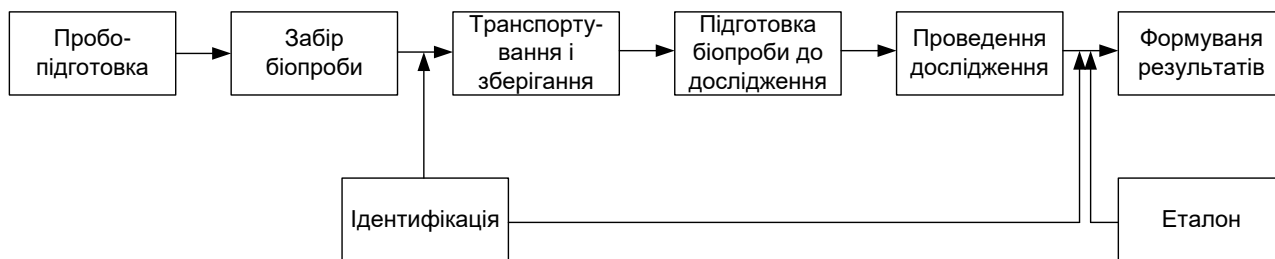 Пробо-
підготовка
Забір
біопроби
Транспорту-
вання і
зберігання
Підготовка
біопроби до
дослідження
Проведення
дослідження
Формуваня
результатів
Ідентифікація
Еталон